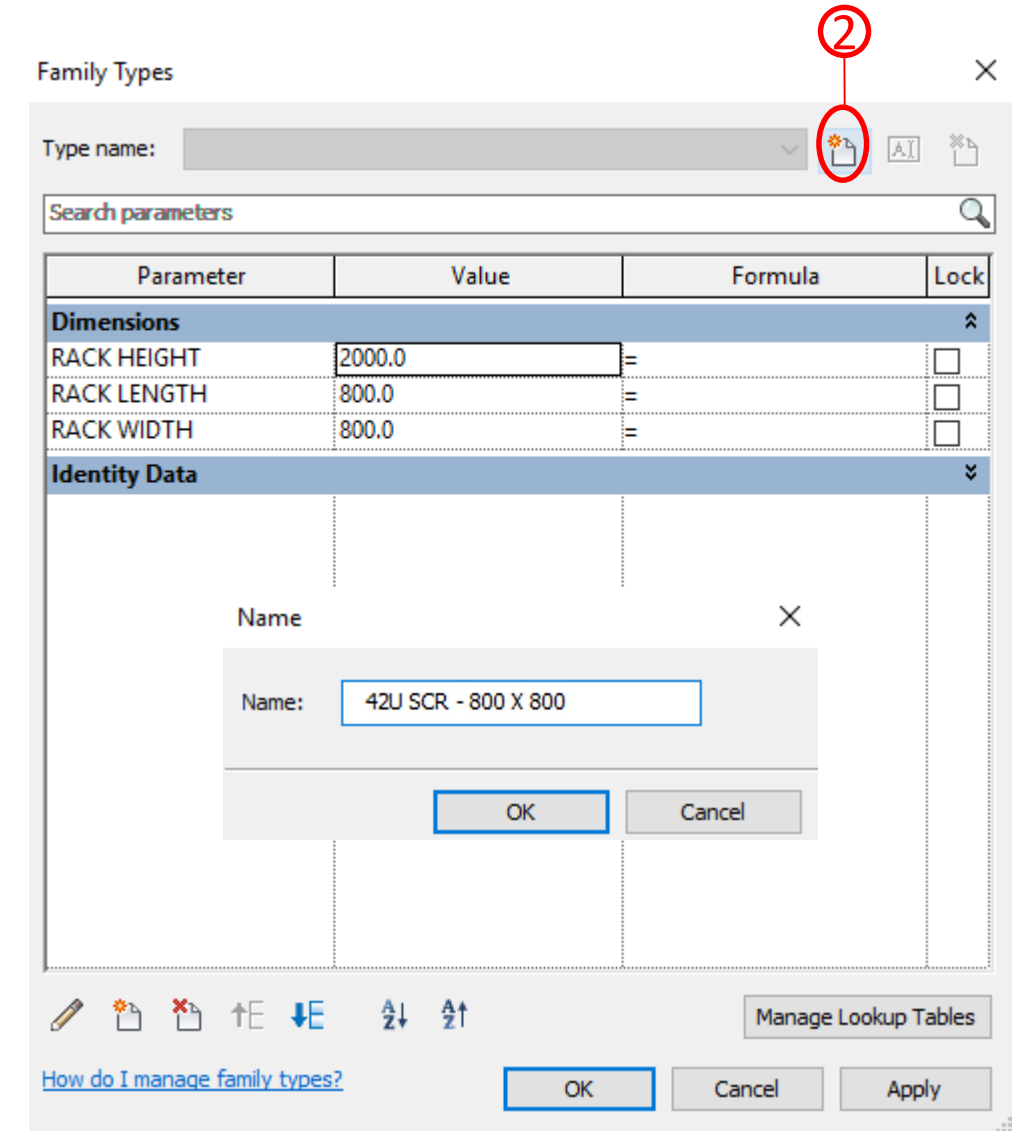 2
Family Types
Type name:
Search parameters
Parameter Value Formula Lock
Dimensions
RACK HEIGHT 2000.0 =
RACK LENGTH 800.0 =
RACK WIDTH 800.0 =
Identity Data
Name
Name: 42U SCR - 800 X 800
OK Cancel
Manage Lookup Tables
How do I manage family types?
OK Cancel Apply